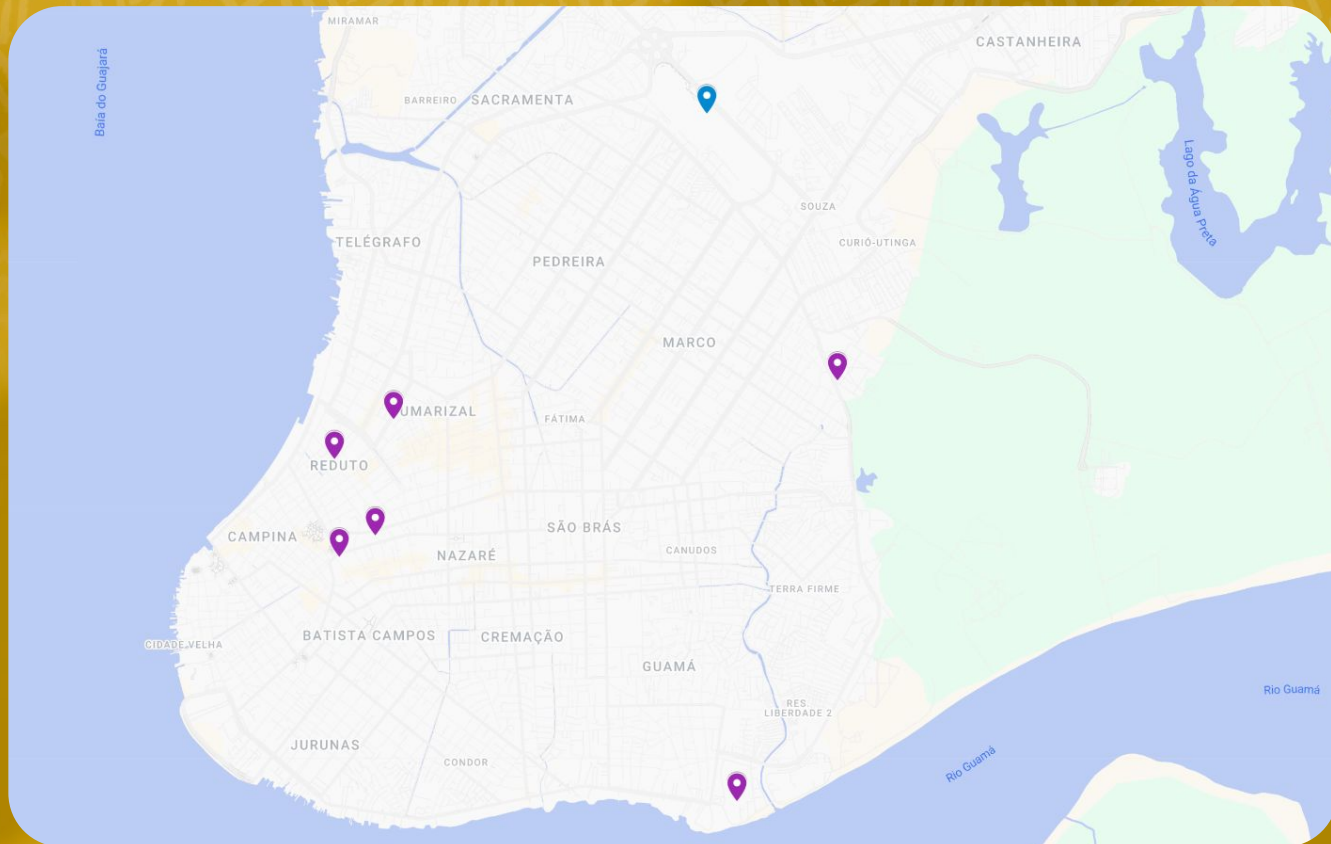 MIRAMAR
CASTANHEIRA
Baía do Guajará
BARREIRO
SACRAMENTA
Lago da Água Preta
SOUZA
TELÉGRAFO
CURIÓ-UTINGA
PEDREIRA
MARCO
UMARIZAL
FÁTIMA
REDUTO
CAMPINA
SÃO BRÁS
NAZARÉ
CANUDOS
TERRA FIRME
BATISTA CAMPOS
CREMAÇÃO
CIDADE VELHA
GUAMÁ
Rio Guamá
RES.
LIBERDADE 2
JURUNAS
CONDOR
Rio Guamá